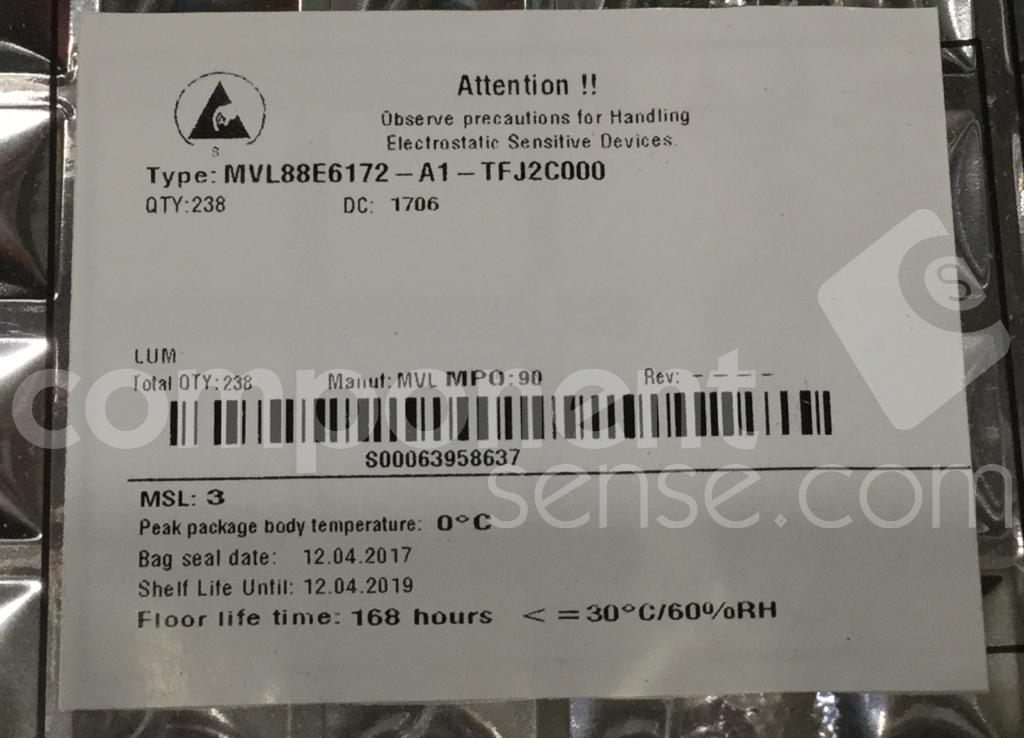 Attention !!
Observe precautions for Handling
Electrostatic Sensitive Devices.
S
Type: MVL88E6172-A1-TFJ2C000
QTY:238 DC: 1706
LUM
Total QTY:238 Manuf: MVL MPQ:90 Rev: - - - -
S00063958637
MSL: 3
Peak package body temperature: 0°C
Bag seal date: 12.04.2017
Shelf Life Until: 12.04.2019
Floor life time: 168 hours <=30°C/60%RH
component
sense.com
S